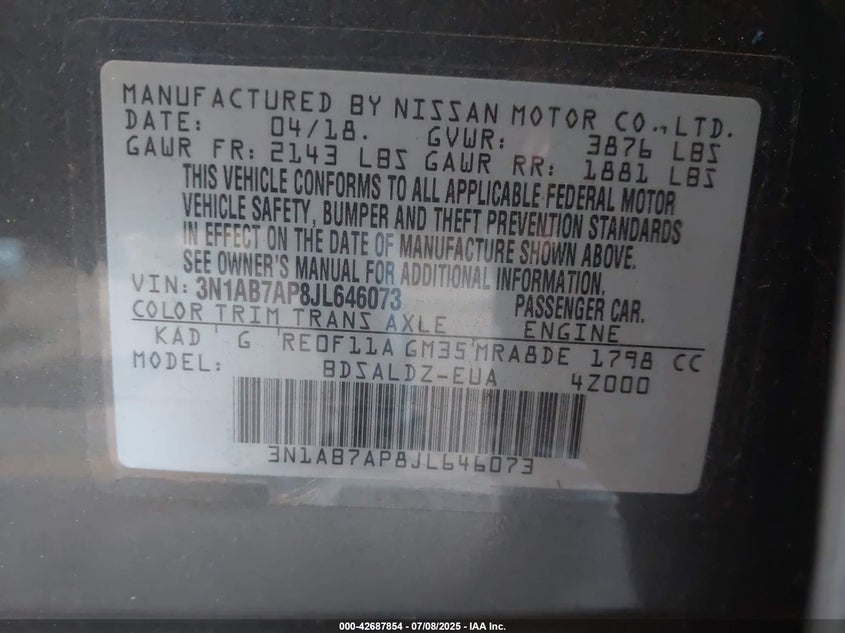 MANUFACTURED BY NISSAN MOTOR CO., LTD.
DATE: 04/18. GVWR: 3876 LBS
GAWR FR: 2143 LBS GAWR RR: 1881 LBS
THIS VEHICLE CONFORMS TO ALL APPLICABLE FEDERAL MOTOR
VEHICLE SAFETY, BUMPER AND THEFT PREVENTION STANDARDS
IN EFFECT ON THE DATE OF MANUFACTURE SHOWN ABOVE.
SEE OWNER'S MANUAL FOR ADDITIONAL INFORMATION.
VIN: 3N1AB7AP8JL646073 PASSENGER CAR.
COLOR TRIM TRANS AXLE ENGINE
KAD G RE0F11A GM35 MRA8DE 1798 CC
MODEL: BDSALDZ-EUA 4Z000
3N1AB7AP8JL646073
000-42687854 / 07/08/2025 - IAA Inc.